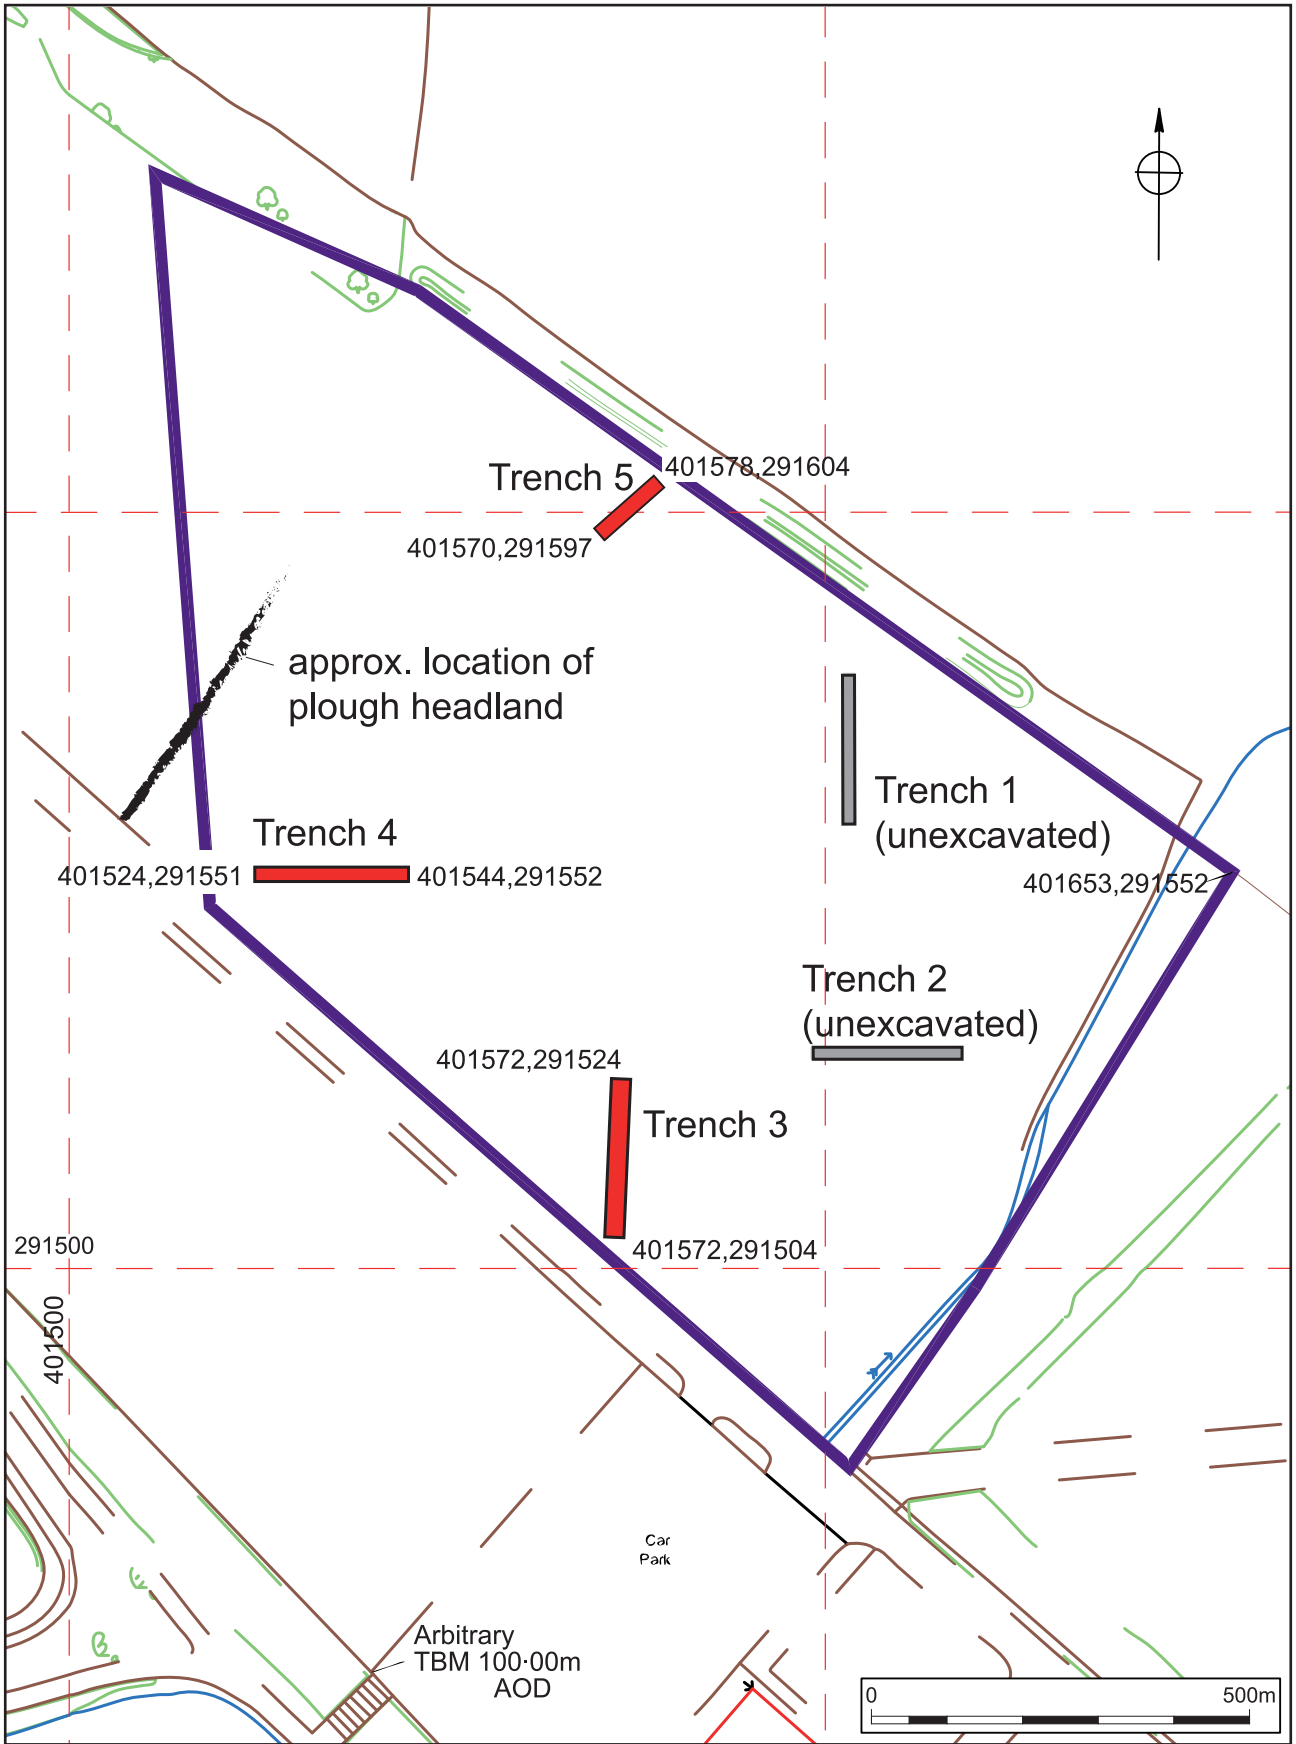 Trench 5
401578,291604
401570,291597
approx. location of
plough headland
Trench 1
(unexcavated)
Trench 4
401524,291551
401544,291552
401653,291552
Trench 2
(unexcavated)
401572,291524
Trench 3
401572,291504
291500
401500
Car
Park
Arbitrary
TBM 100·00m
AOD
0
500m